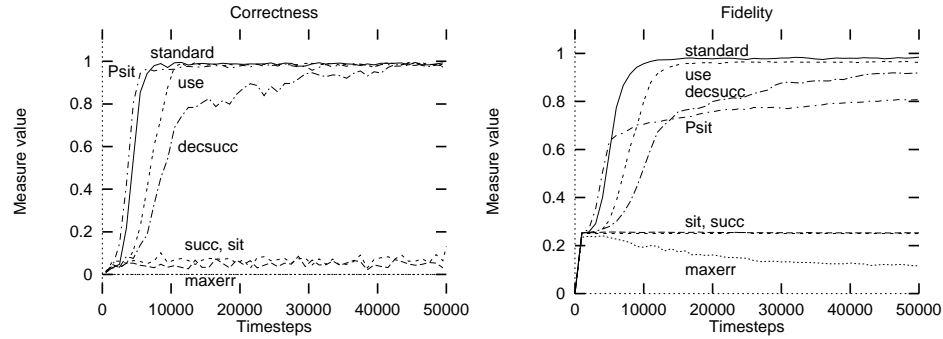 Correctness
Measure value
1
0.8
0.6
0.4
0.2
0
standard
Psit
use
decsucc
succ, sit
maxerr
0 10000 20000 30000 40000 50000
Timesteps
Fidelity
Measure value
1
0.8
0.6
0.4
0.2
0
standard
use
decsucc
Psit
sit, succ
maxerr
0 10000 20000 30000 40000 50000
Timesteps